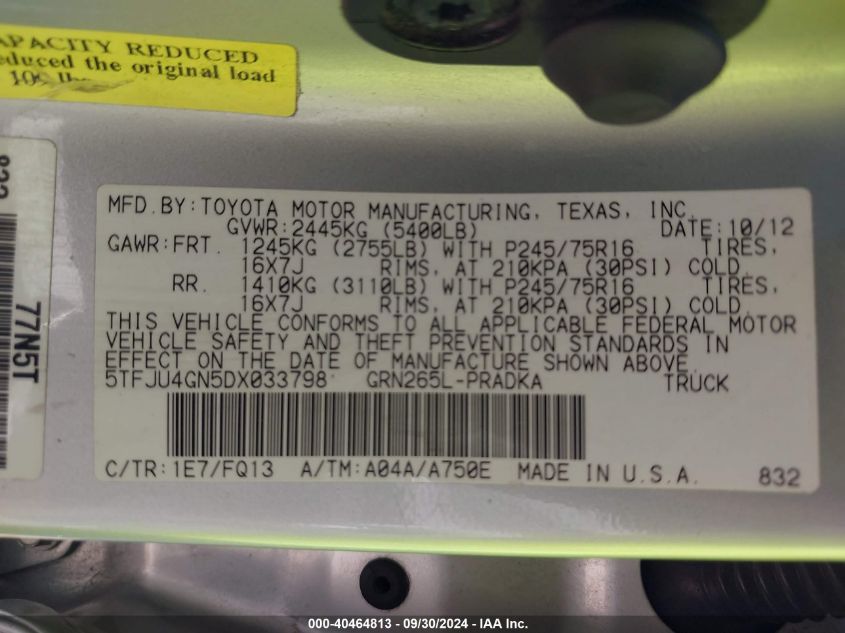 APACITY REDUCED
educed the original load
77N5T
MFD. BY: TOYOTA MOTOR MANUFACTURING, TEXAS, INC.
GVWR: 2445KG (5400LB) DATE: 10/12
GAWR: FRT. 1245KG (2755LB) WITH P245/75R16 TIRES,
16X7J RIMS, AT 210KPA (30PSI) COLD.
RR. 1410KG (3110LB) WITH P245/75R16 TIRES,
16X7J RIMS, AT 210KPA (30PSI) COLD.
THIS VEHICLE CONFORMS TO ALL APPLICABLE FEDERAL MOTOR
VEHICLE SAFETY AND THEFT PREVENTION STANDARDS IN
EFFECT ON THE DATE OF MANUFACTURE SHOWN ABOVE.
5TFJU4GN5DX033798 GRN265L-PRADKA TRUCK
C/TR: 1E7/FQ13 A/TM: A04A/A750E MADE IN U.S.A. 832
000-40464813 - 09/30/2024 - IAA Inc.